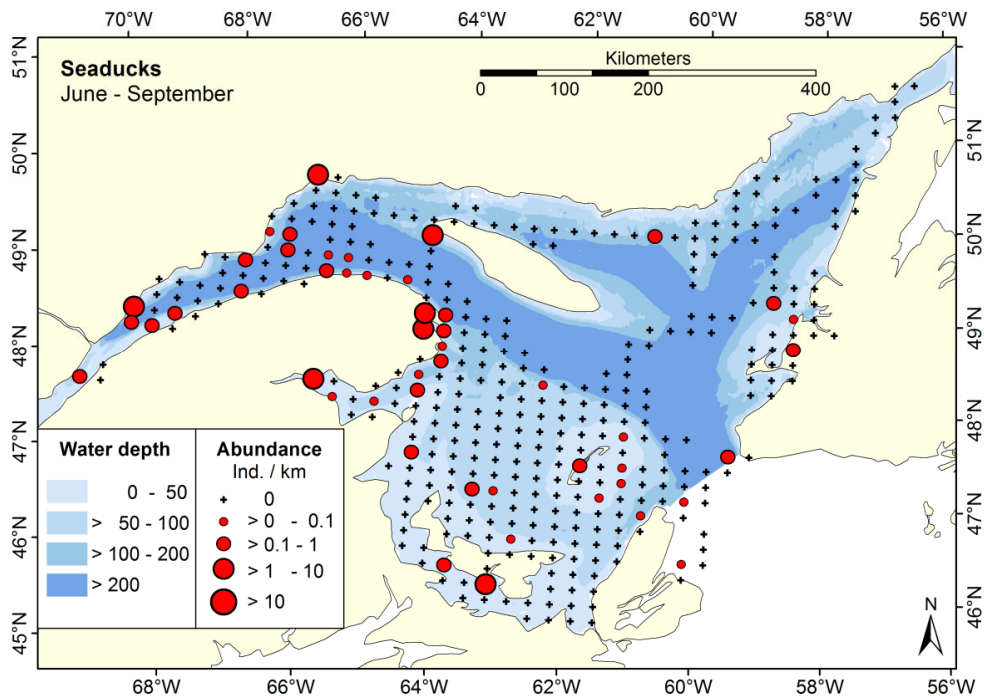 70°W 68°W 66°W 64°W 62°W 60°W 58°W 56°W
51°N 50°N 49°N 48°N 47°N 46°N 45°N
Seaducks
June - September
Kilometers
0 100 200 400
51°N 50°N 49°N 48°N 47°N 46°N
Water depth
0 - 50
> 50 - 100
> 100 - 200
> 200
Abundance
Ind. / km
0
> 0 - 0.1
> 0.1 - 1
> 1 - 10
> 10
N
68°W 66°W 64°W 62°W 60°W 58°W 56°W